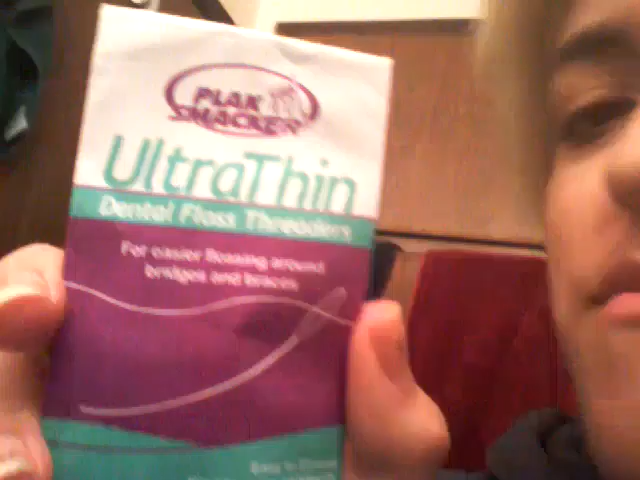 PLAK
SMACKER
UltraThin
Dental Floss Threaders
For easier flossing around
bridges and braces